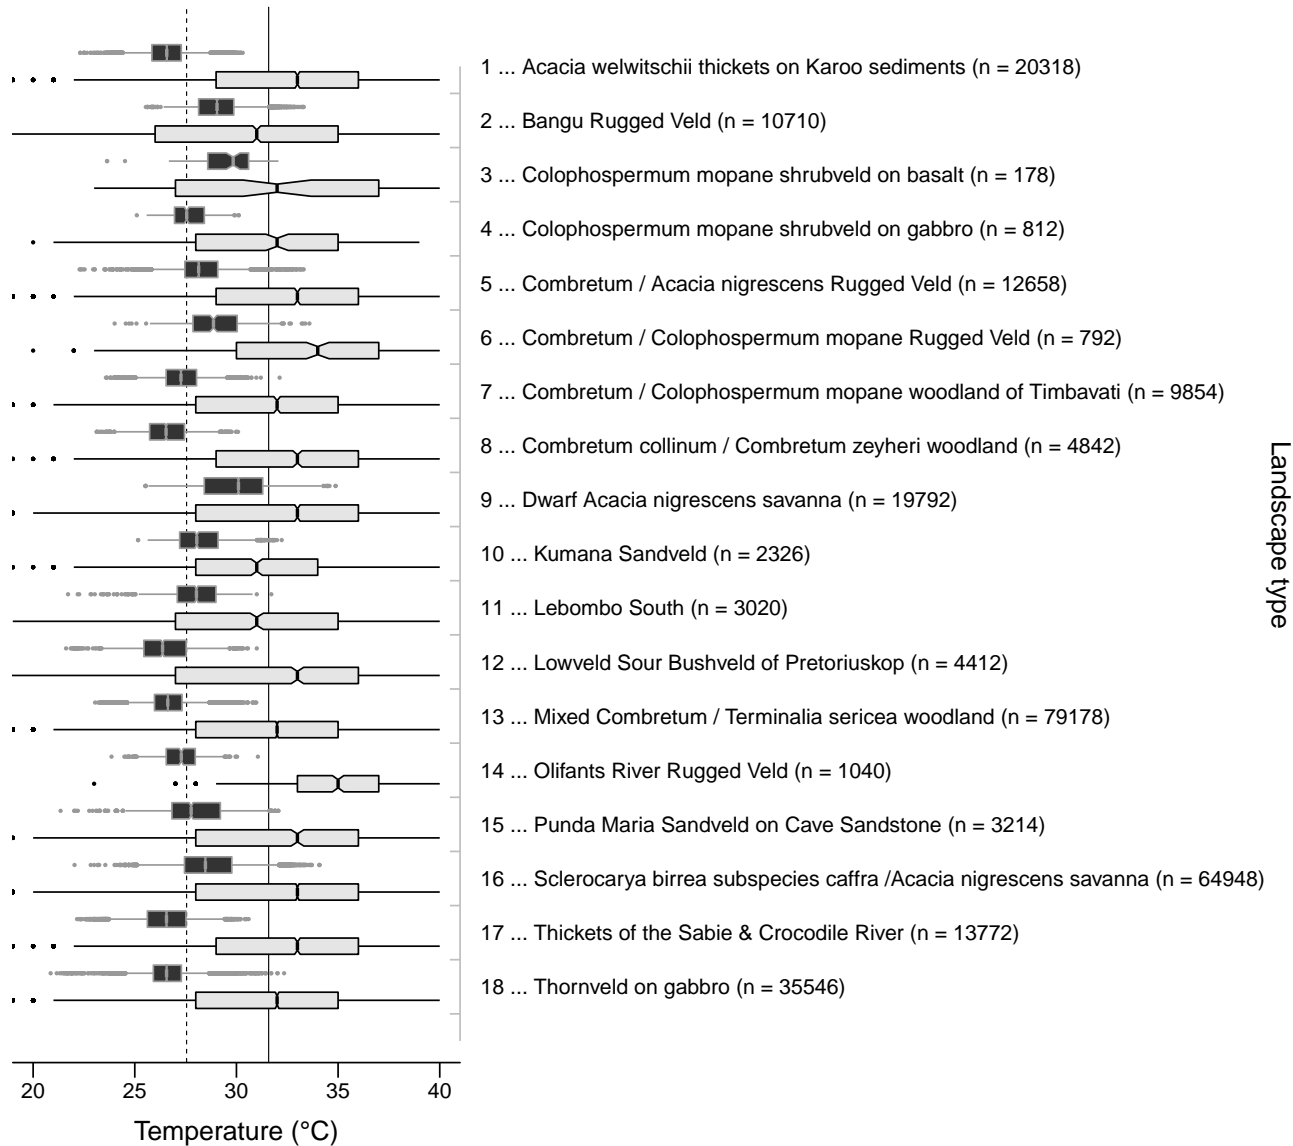 1 ... Acacia welwitschii thickets on Karoo sediments (n = 20318)
2 ... Bangu Rugged Veld (n = 10710)
3 ... Colophospermum mopane shrubveld on basalt (n = 178)
4 ... Colophospermum mopane shrubveld on gabbro (n = 812)
5 ... Combretum / Acacia nigrescens Rugged Veld (n = 12658)
6 ... Combretum / Colophospermum mopane Rugged Veld (n = 792)
7 ... Combretum / Colophospermum mopane woodland of Timbavati (n = 9854)
8 ... Combretum collinum / Combretum zeyheri woodland (n = 4842)
9 ... Dwarf Acacia nigrescens savanna (n = 19792)
10 ... Kumana Sandveld (n = 2326)
11 ... Lebombo South (n = 3020)
12 ... Lowveld Sour Bushveld of Pretoriuskop (n = 4412)
13 ... Mixed Combretum / Terminalia sericea woodland (n = 79178)
14 ... Olifants River Rugged Veld (n = 1040)
15 ... Punda Maria Sandveld on Cave Sandstone (n = 3214)
16 ... Sclerocarya birrea subspecies caffra /Acacia nigrescens savanna (n = 64948)
17 ... Thickets of the Sabie & Crocodile River (n = 13772)
18 ... Thornveld on gabbro (n = 35546)
Landscape type
20 25 30 35 40
Temperature (°C)